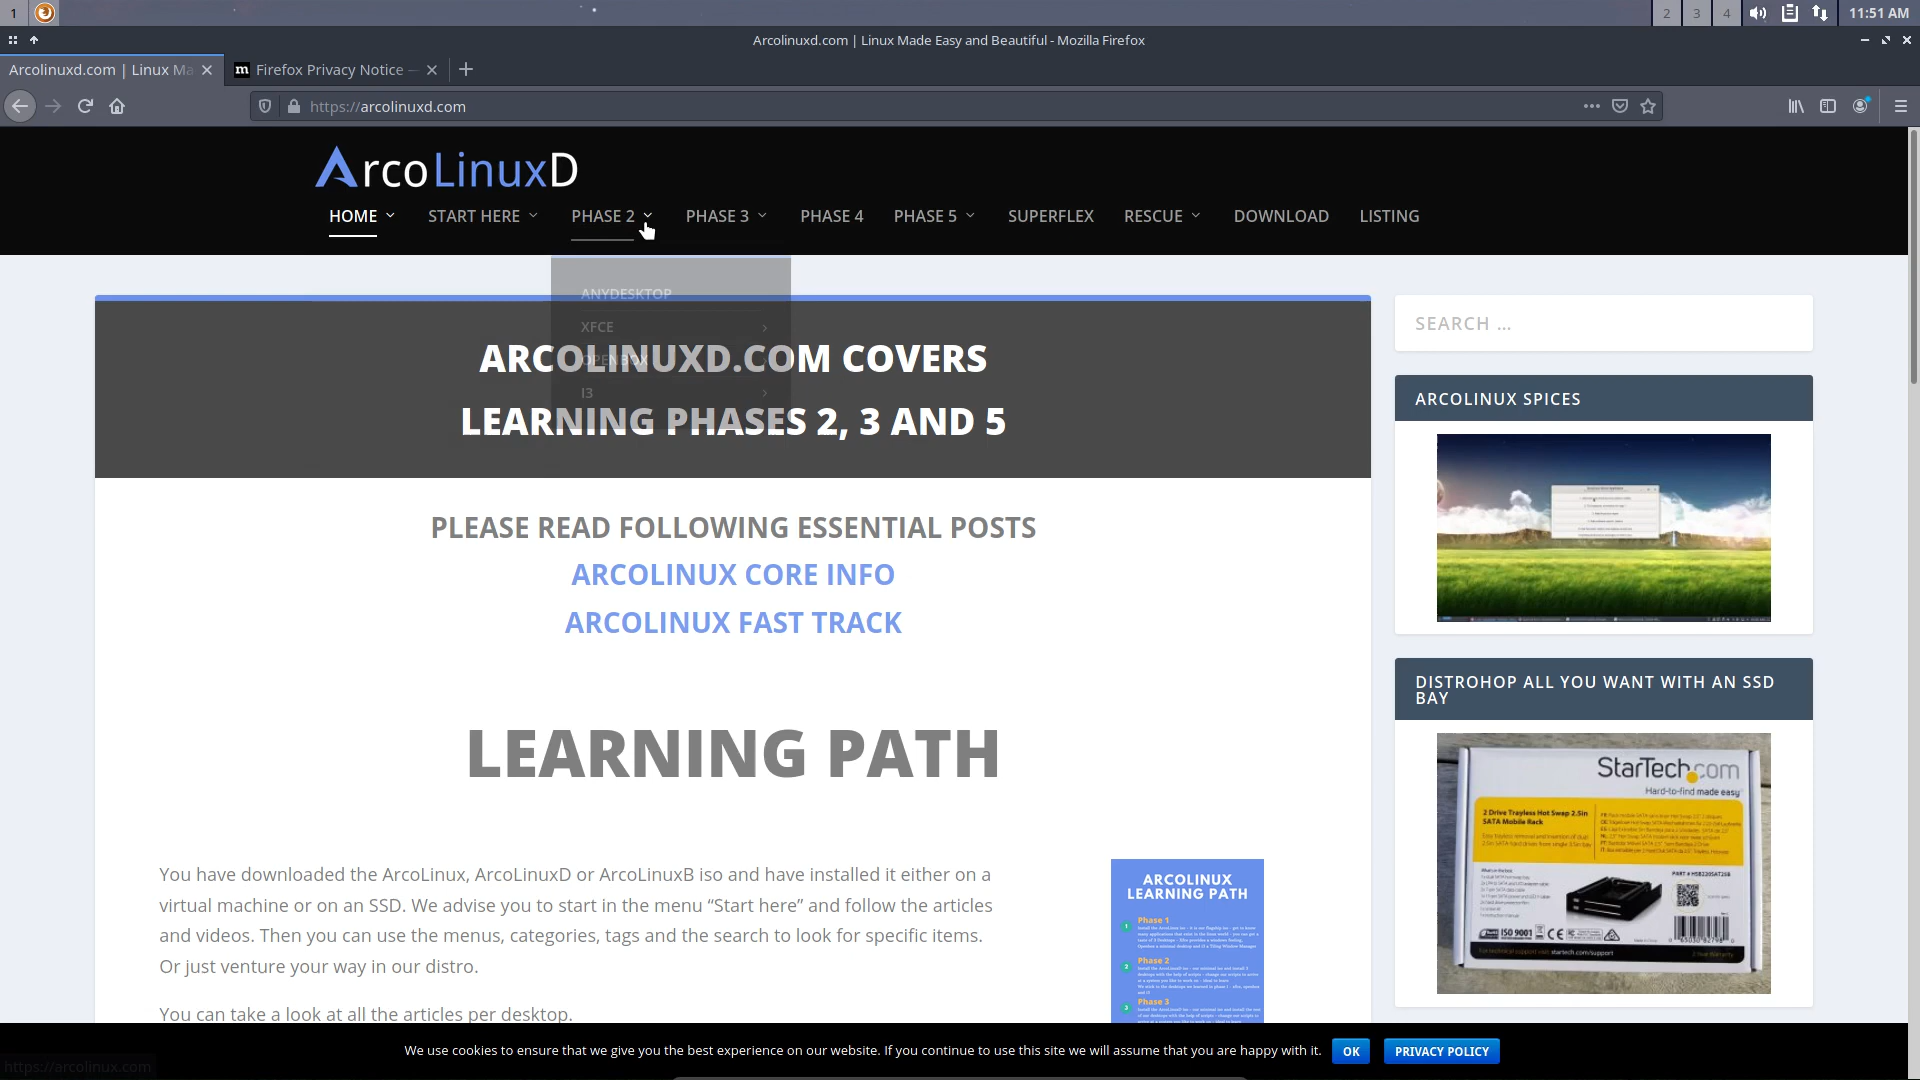 1
2 3 4 11:51 AM
Arcolinuxd.com | Linux Made Easy and Beautiful - Mozilla Firefox
Arcolinuxd.com | Linux Ma
m Firefox Privacy Notice —
https://arcolinuxd.com
ArcoLinuxD
HOME START HERE PHASE 2 PHASE 3 PHASE 4 PHASE 5 SUPERFLEX RESCUE DOWNLOAD LISTING
ANYDESKTOP
XFCE
OPENBOX
I3
ARCOLINUXD.COM COVERS
LEARNING PHASES 2, 3 AND 5
PLEASE READ FOLLOWING ESSENTIAL POSTS
ARCOLINUX CORE INFO
ARCOLINUX FAST TRACK
LEARNING PATH
You have downloaded the ArcoLinux, ArcoLinuxD or ArcoLinuxB iso and have installed it either on a
virtual machine or on an SSD. We advise you to start in the menu “Start here” and follow the articles
and videos. Then you can use the menus, categories, tags and the search to look for specific items.
Or just venture your way in our distro.
You can take a look at all the articles per desktop.
ARCOLINUX
LEARNING PATH
Phase 1
Phase 2
Phase 3
SEARCH ...
ARCOLINUX SPICES
DISTROHOP ALL YOU WANT WITH AN SSD
BAY
StarTech.com
Hard-to-find made easy
2 Drive Trayless Hot Swap 2.5in
SATA Mobile Rack
ISO 9001
We use cookies to ensure that we give you the best experience on our website. If you continue to use this site we will assume that you are happy with it. OK PRIVACY POLICY
https://arcolinux.com